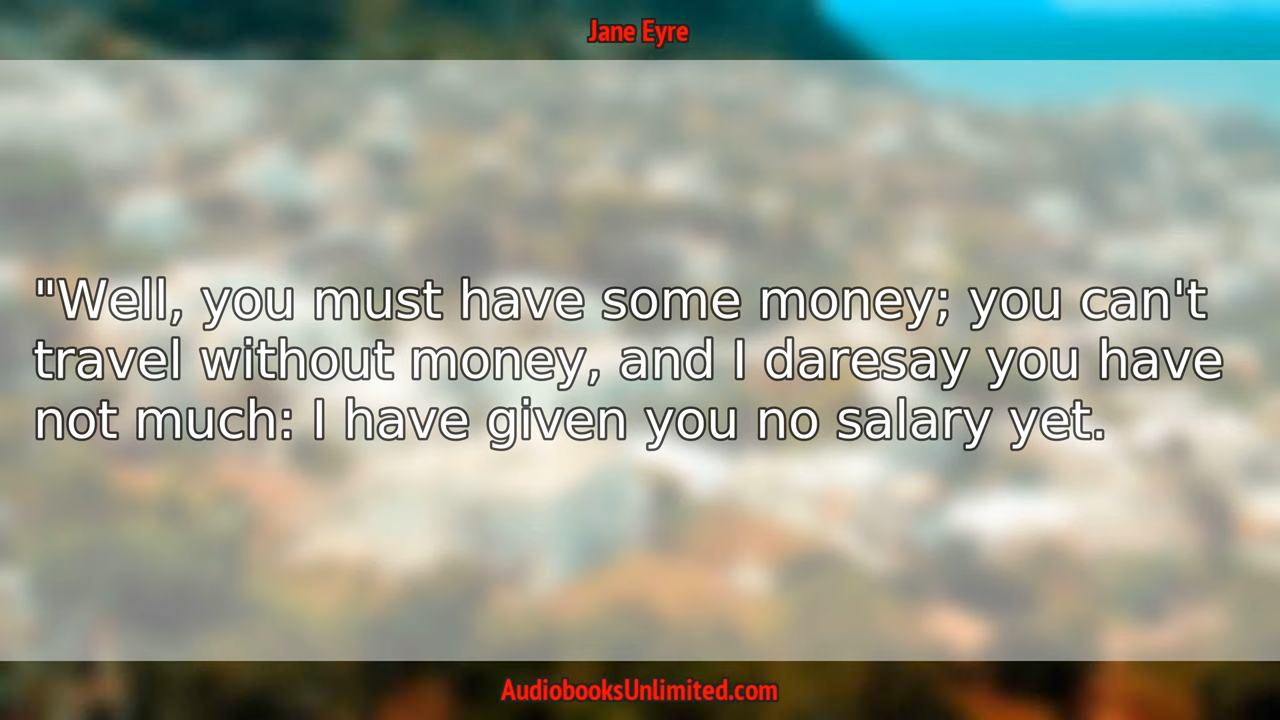 Jane Eyre
"Well, you must have some money; you can't
travel without money, and I daresay you have
not much: I have given you no salary yet.
AudiobooksUnlimited.com